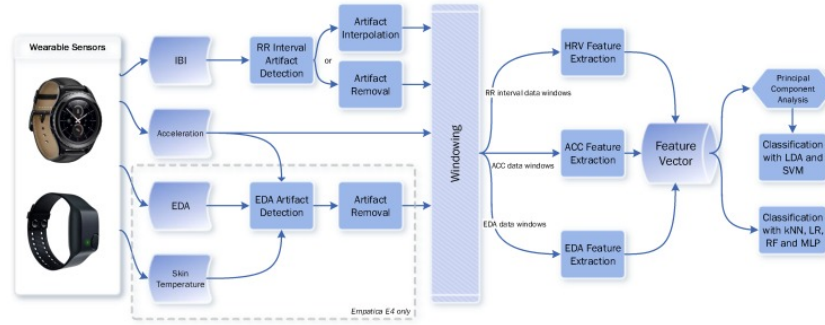 Wearable Sensors
IBI
RR Interval
Artifact
Detection
Artifact
Interpolation
or
Artifact
Removal
Acceleration
EDA
EDA Artifact
Detection
Artifact
Removal
Skin
Temperature
Empatica E4 only
Windowing
RR interval data windows
ACC data windows
EDA data windows
HRV Feature
Extraction
ACC Feature
Extraction
EDA Feature
Extraction
Feature
Vector
Principal
Component
Analysis
Classification
with LDA and
SVM
Classification
with kNN, LR,
RF and MLP